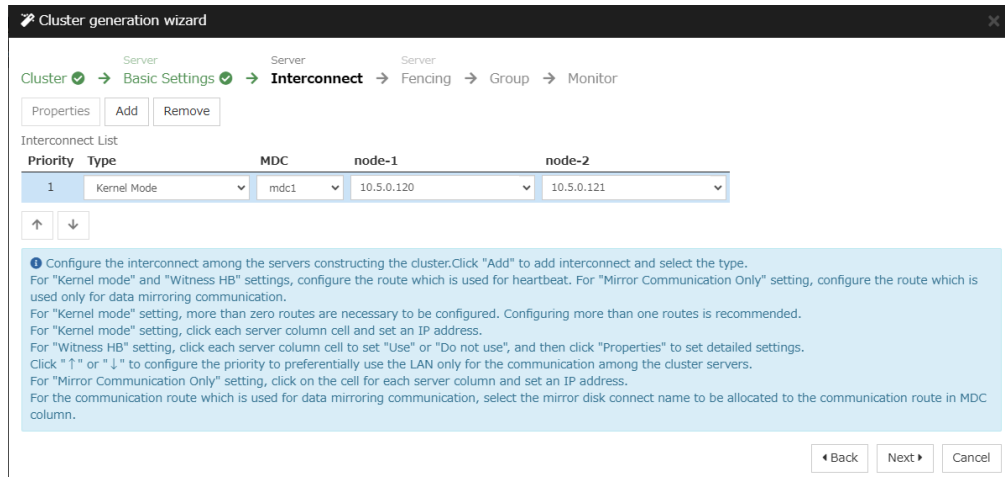 Cluster generation wizard
Server Server Server
Cluster → Basic Settings → Interconnect → Fencing → Group → Monitor
Properties Add Remove
Interconnect List
Priority Type MDC node-1 node-2
1 Kernel Mode mdc1 10.5.0.120 10.5.0.121
↑ ↓
Configure the interconnect among the servers constructing the cluster.Click "Add" to add interconnect and select the type.
For "Kernel mode" and "Witness HB" settings, configure the route which is used for heartbeat. For "Mirror Communication Only" setting, configure the route which is
used only for data mirroring communication.
For "Kernel mode" setting, more than zero routes are necessary to be configured. Configuring more than one routes is recommended.
For "Kernel mode" setting, click each server column cell and set an IP address.
For "Witness HB" setting, click each server column cell to set "Use" or "Do not use", and then click "Properties" to set detailed settings.
Click "↑" or "↓" to configure the priority to preferentially use the LAN only for the communication among the cluster servers.
For "Mirror Communication Only" setting, click on the cell for each server column and set an IP address.
For the communication route which is used for data mirroring communication, select the mirror disk connect name to be allocated to the communication route in MDC
column.
Back Next Cancel